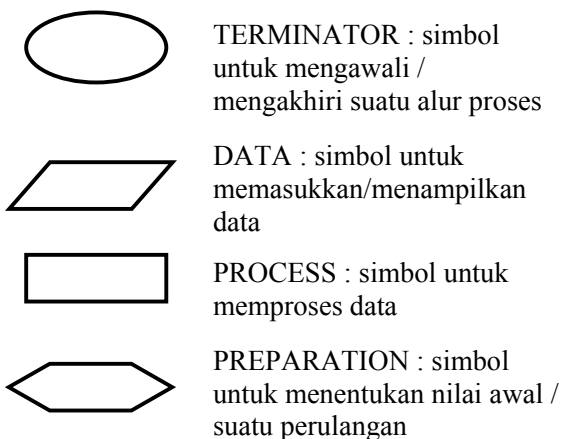 TERMINATOR : simbol
untuk mengawali /
mengakhiri suatu alur proses
DATA : simbol untuk
memasukkan/menampilkan
data
PROCESS : simbol untuk
memproses data
PREPARATION : simbol
untuk menentukan nilai awal /
suatu perulangan